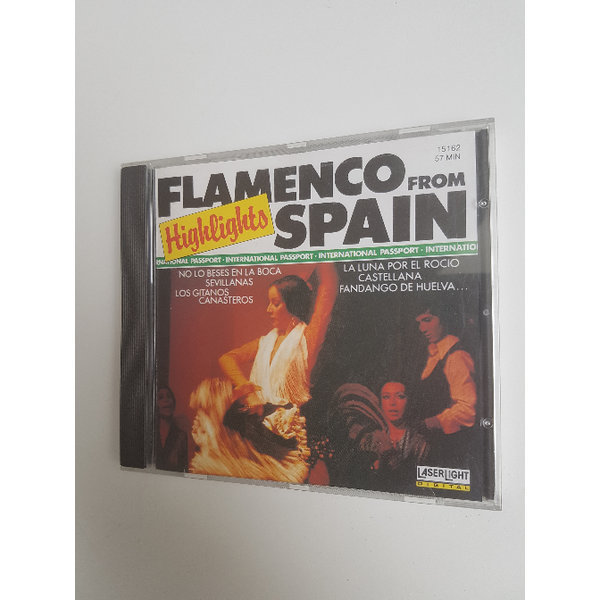 15162
57 MIN
FLAMENCO FROM
Highlights SPAIN
NATIONAL PASSPORT · INTERNATIONAL PASSPORT · INTERNATIONAL PASSPORT · INTERNATIO
NO LO BESES EN LA BOCA
SEVILLANAS
LOS GITANOS
CANASTEROS
LA LUNA POR EL ROCIO
CASTELLANA
FANDANGO DE HUELVA...
LASERLIGHT
DIGITAL